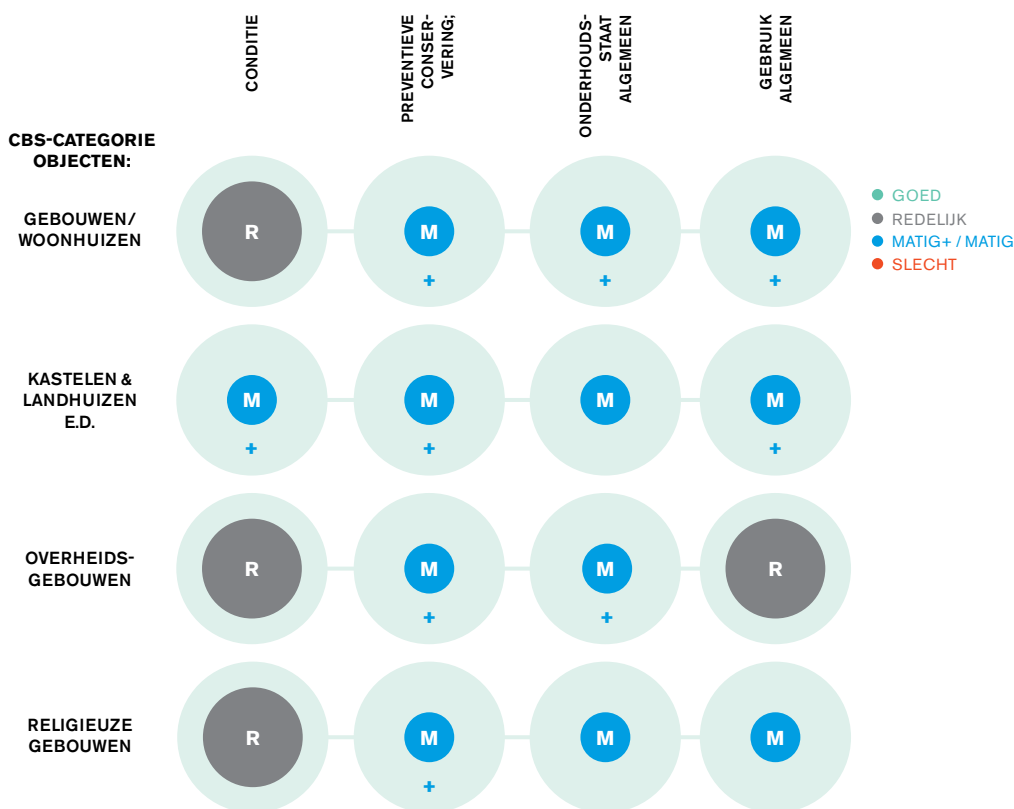 CONDITIE
PREVENTIEVE
CONSER-
VERING;
ONDERHOUDS-
STAAT
ALGEMEEN
GEBRUIK
ALGEMEEN
CBS-CATEGORIE
OBJECTEN:
GEBOUWEN/
WOONHUIZEN
R
M
+
M
+
M
+
GOED
REDELIJK
MATIG+ / MATIG
SLECHT
KASTELEN &
LANDHUIZEN
E.D.
M
+
M
+
M
M
+
OVERHEIDS-
GEBOUWEN
R
M
+
M
+
R
RELIGIEUZE
GEBOUWEN
R
M
+
M
M